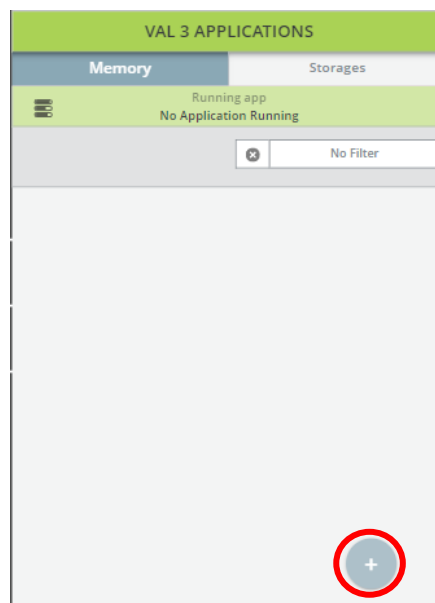 VAL 3 APPLICATIONS
Memory Storages
Running app
No Application Running
No Filter
+